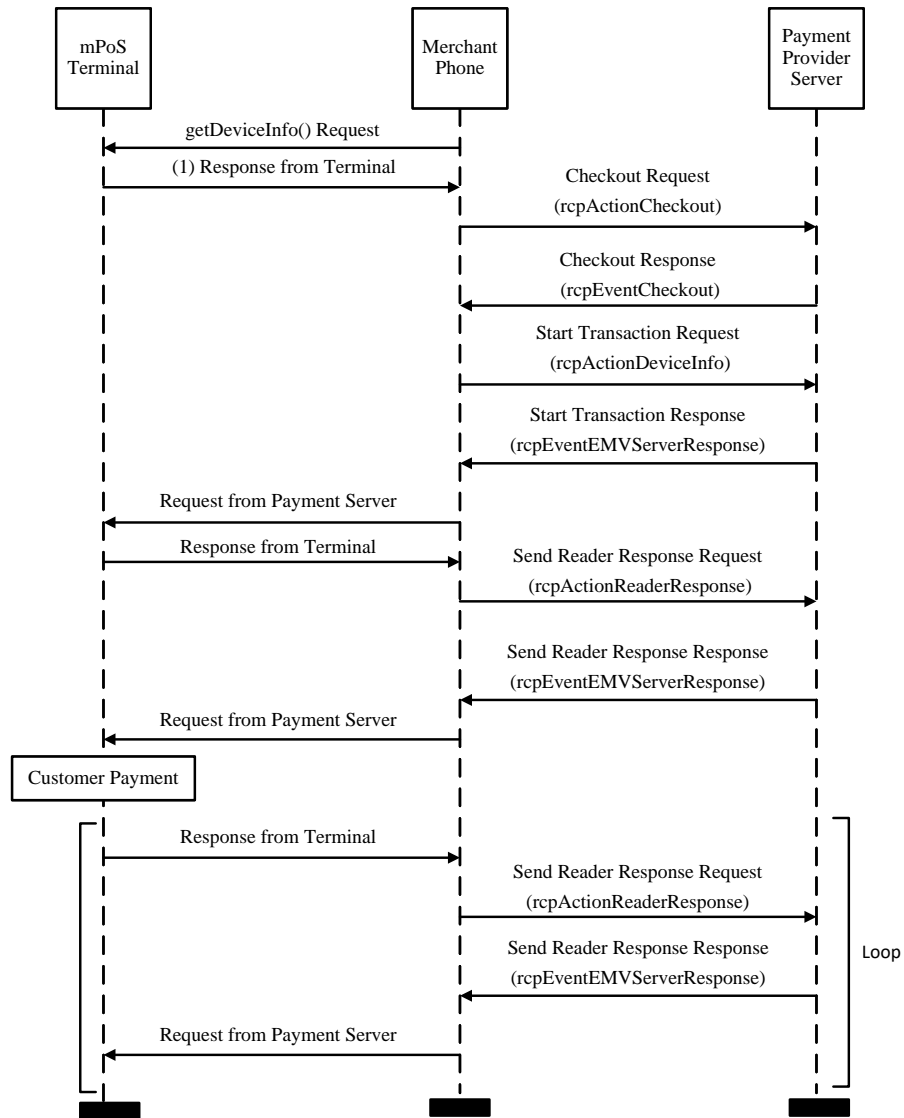 mPoS
Terminal
Merchant
Phone
Payment
Provider
Server
getDeviceInfo() Request
(1) Response from Terminal
Checkout Request
(rcpActionCheckout)
Checkout Response
(rcpEventCheckout)
Start Transaction Request
(rcpActionDeviceInfo)
Start Transaction Response
(rcpEventEMVServerResponse)
Request from Payment Server
Response from Terminal
Send Reader Response Request
(rcpActionReaderResponse)
Send Reader Response Response
(rcpEventEMVServerResponse)
Request from Payment Server
Customer Payment
Response from Terminal
Send Reader Response Request
(rcpActionReaderResponse)
Send Reader Response Response
(rcpEventEMVServerResponse)
Loop
Request from Payment Server